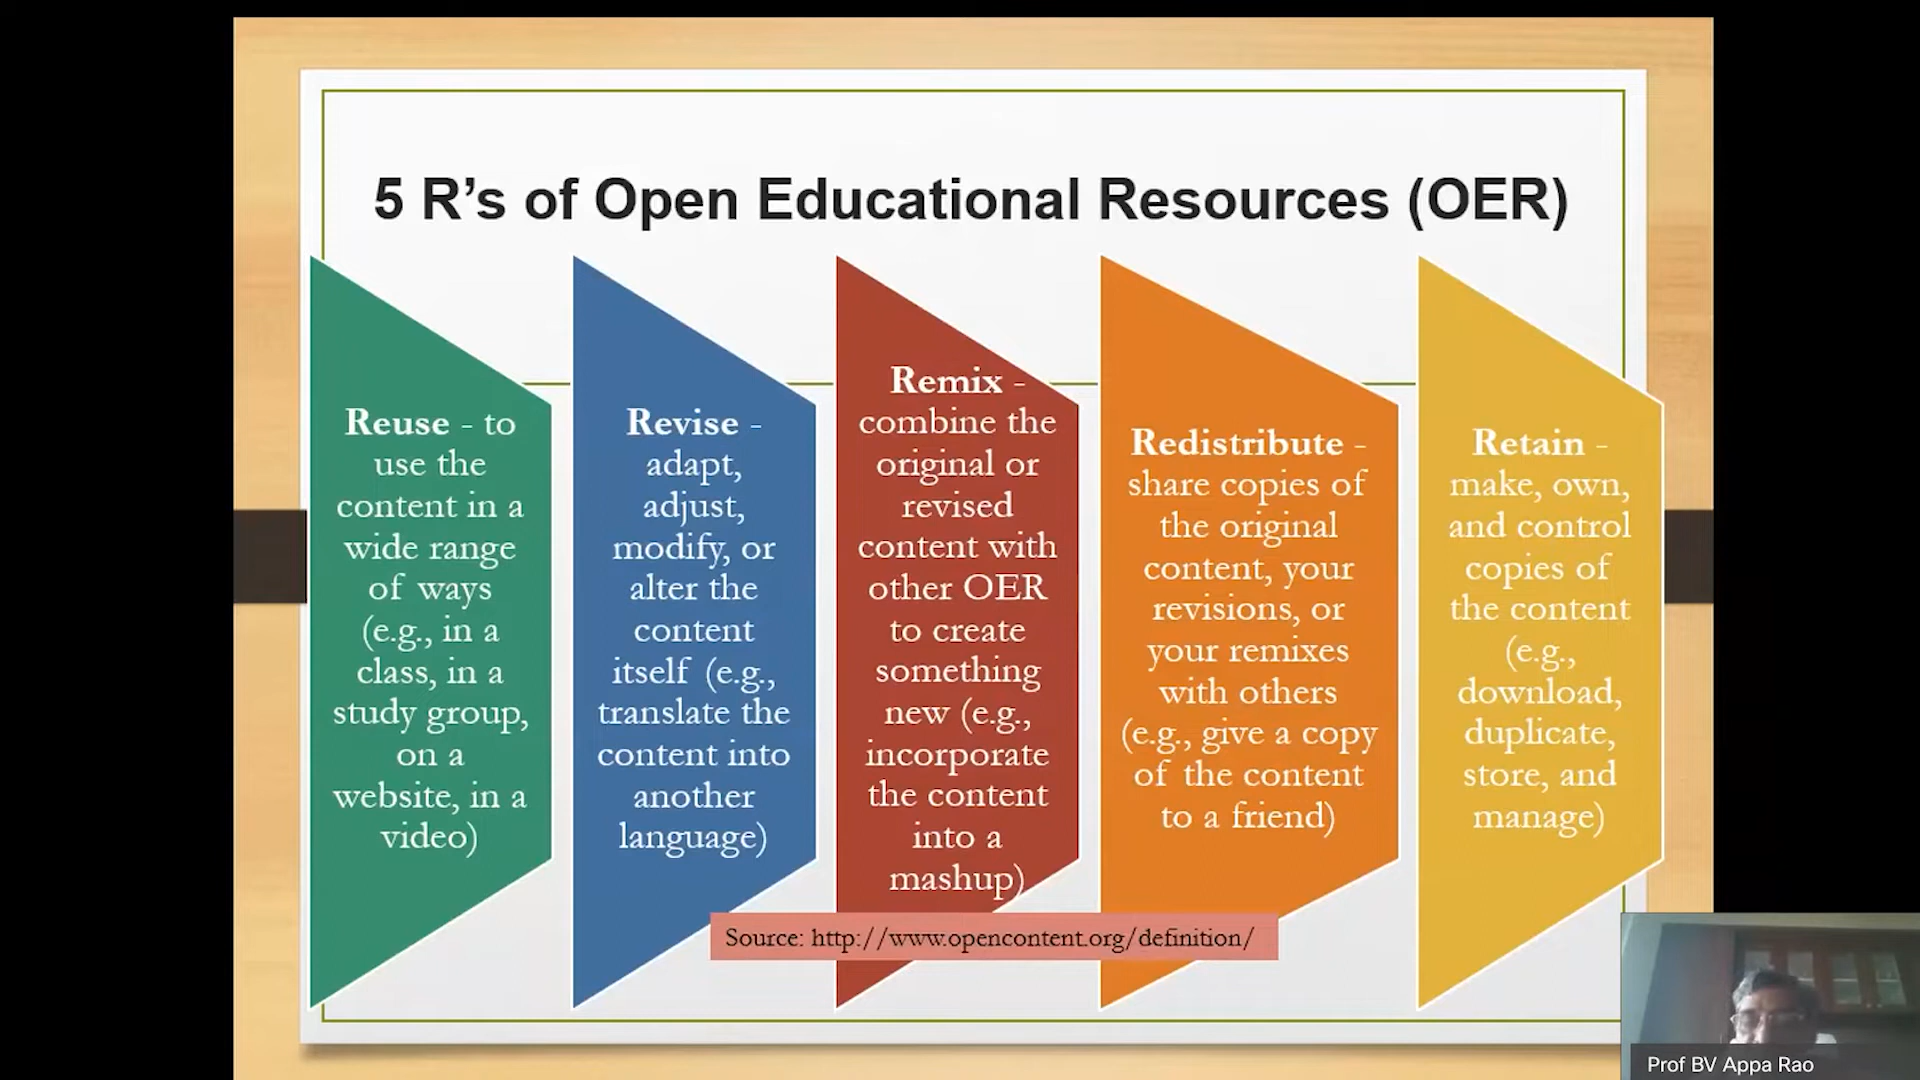 5 R’s of Open Educational Resources (OER)
Reuse - to
use the
content in a
wide range
of ways
(e.g., in a
class, in a
study group,
on a
website, in a
video)
Revise -
adapt,
adjust,
modify, or
alter the
content
itself (e.g.,
translate the
content into
another
language)
Remix -
combine the
original or
revised
content with
other OER
to create
something
new (e.g.,
incorporate
the content
into a
mashup)
Redistribute -
share copies of
the original
content, your
revisions, or
your remixes
with others
(e.g., give a copy
of the content
to a friend)
Retain -
make, own,
and control
copies of
the content
(e.g.,
download,
duplicate,
store, and
manage)
Source: http://www.opencontent.org/definition/
Prof BV Appa Rao